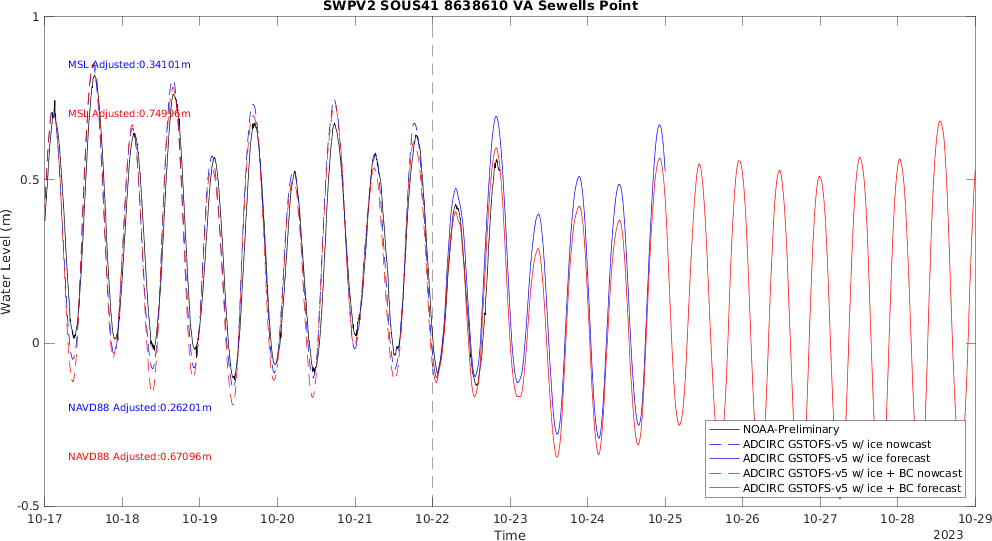 SWPV2 SOUS41 8638610 VA Sewells Point
1
MSL Adjusted:0.34101m
MSL Adjusted:0.74996m
0.5
Water Level (m)
0
NAVD88 Adjusted:0.26201m
NAVD88 Adjusted:0.67096m
NOAA-Preliminary
ADCIRC GSTOFS-v5 w/ ice nowcast
ADCIRC GSTOFS-v5 w/ ice forecast
ADCIRC GSTOFS-v5 w/ ice + BC nowcast
ADCIRC GSTOFS-v5 w/ ice + BC forecast
-0.5
10-17 10-18 10-19 10-20 10-21 10-22 10-23 10-24 10-25 10-26 10-27 10-28 10-29
Time
2023